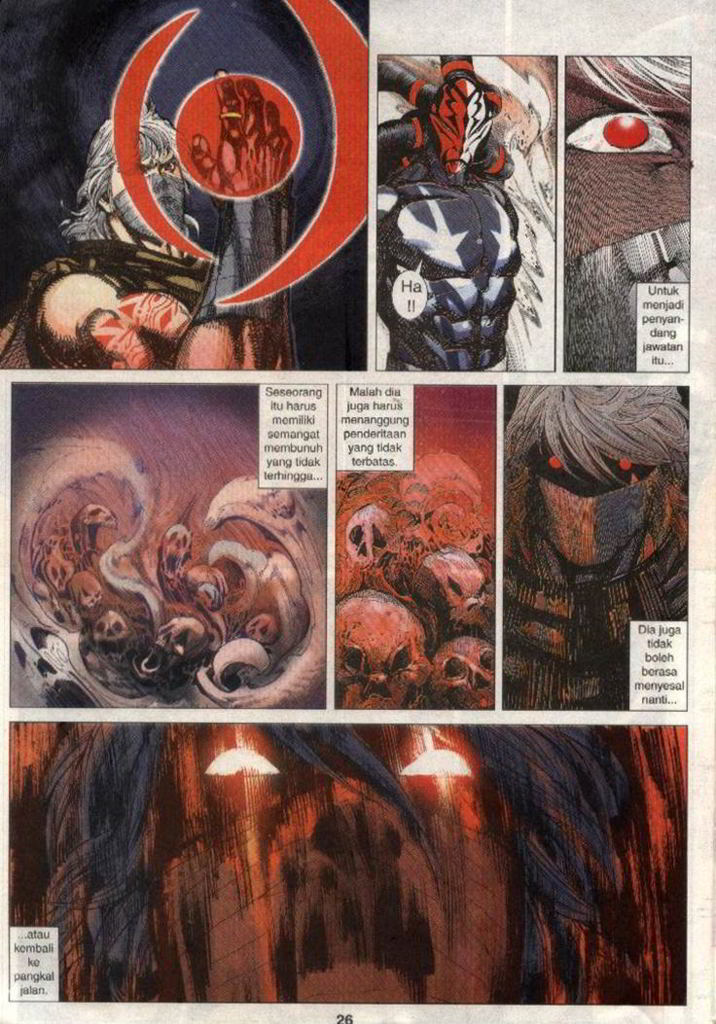 Ha
!!
Untuk
menjadi
penyan-
dang
jawatan
itu...
Seseorang
itu harus
memiliki
semangat
membunuh
yang tidak
terhingga...
Malah dia
juga harus
menanggung
penderitaan
yang tidak
terbatas.
Dia juga
tidak
boleh
berasa
menyesal
nanti...
...atau
kembali
ke
pangkal
jalan.
26